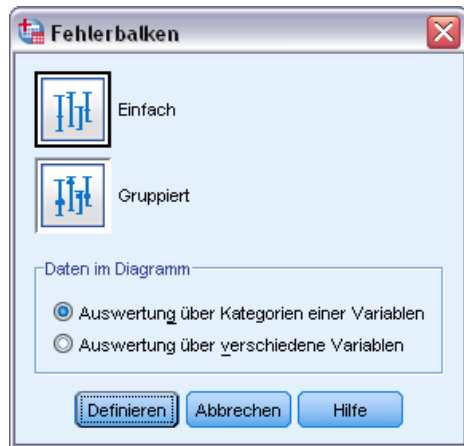 Fehlerbalken
Einfach
Gruppiert
Daten im Diagramm
Auswertung über Kategorien einer Variablen
Auswertung über verschiedene Variablen
Definieren Abbrechen Hilfe